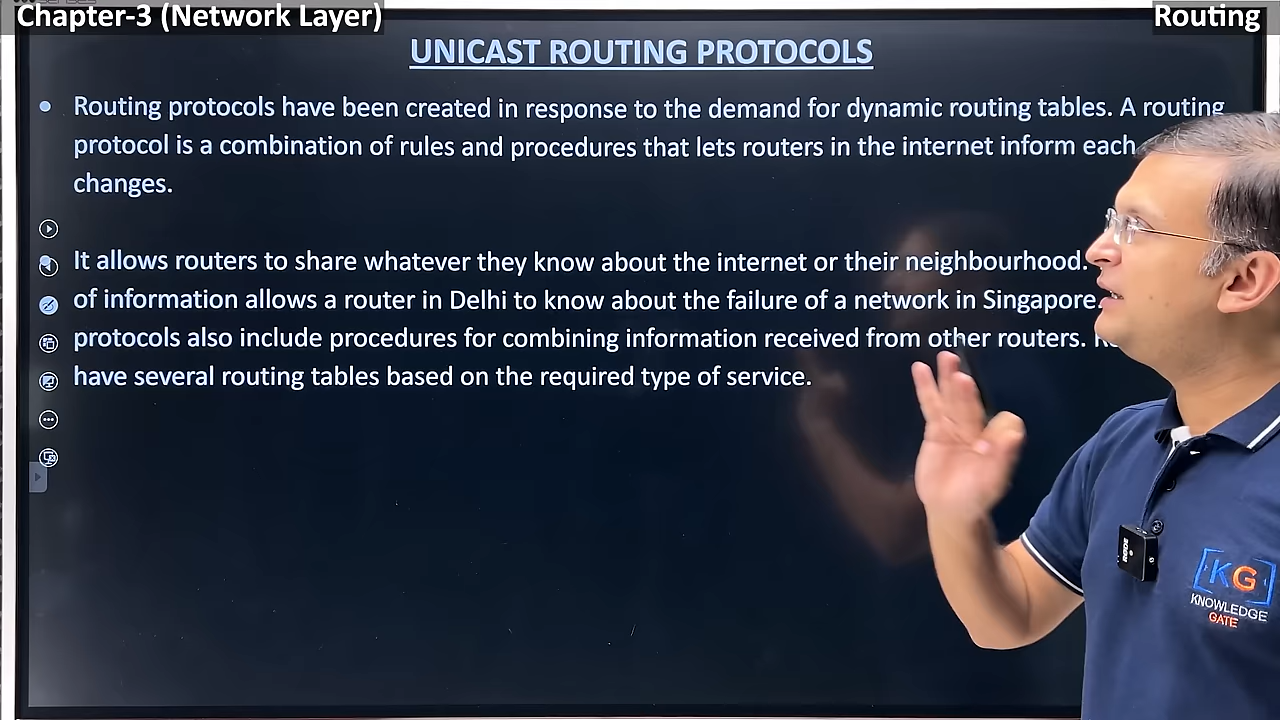 Chapter-3 (Network Layer)
Routing
UNICAST ROUTING PROTOCOLS
Routing protocols have been created in response to the demand for dynamic routing tables. A routing
protocol is a combination of rules and procedures that lets routers in the internet inform each
changes.
It allows routers to share whatever they know about the internet or their neighbourhood.
of information allows a router in Delhi to know about the failure of a network in Singapore.
protocols also include procedures for combining information received from other routers.
have several routing tables based on the required type of service.
RODE
KG
KNOWLEDGE
GATE